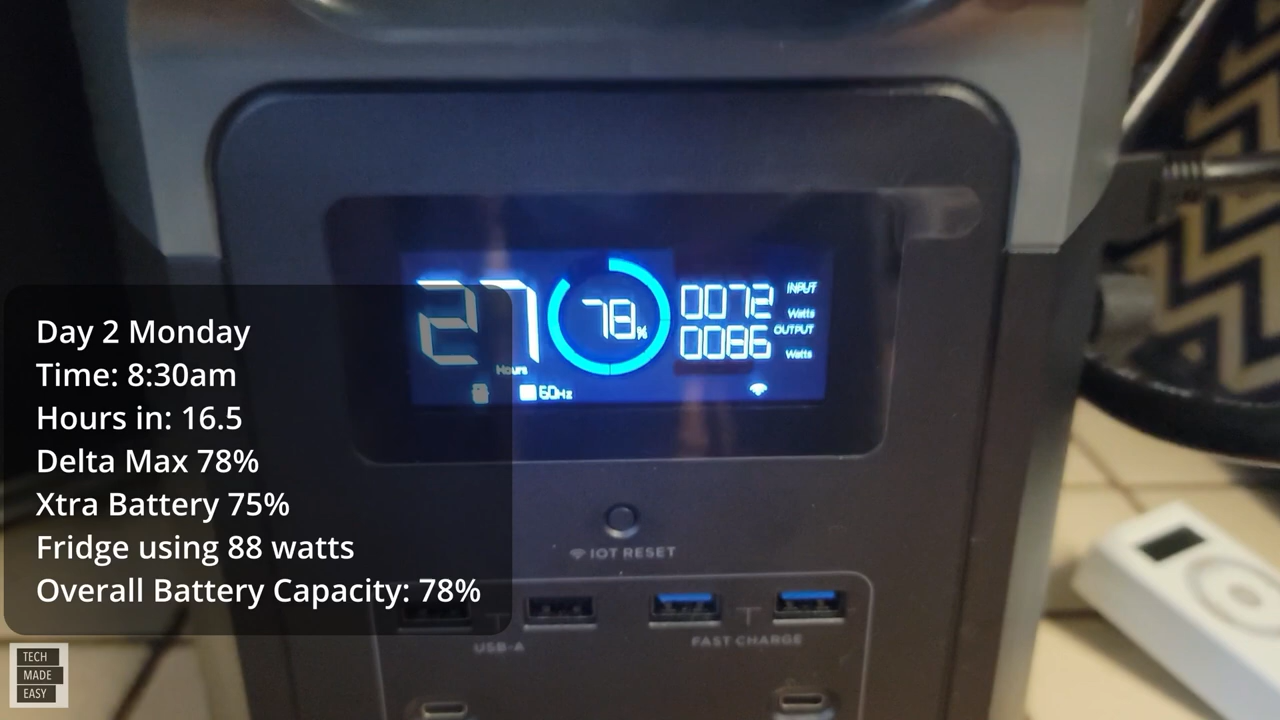 Day 2 Monday
Time: 8:30am
Hours in: 16.5
Delta Max 78%
Xtra Battery 75%
Fridge using 88 watts
Overall Battery Capacity: 78%
27 Hours
78%
0072 INPUT Watts
0086 OUTPUT Watts
60Hz
IOT RESET
USB-A
FAST CHARGE
TECH
MADE
EASY